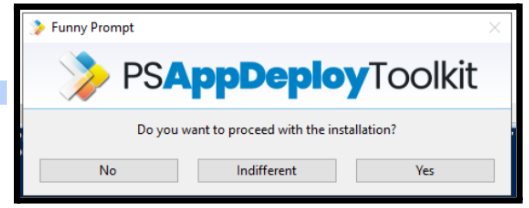 Funny Prompt
PSAppDeployToolkit
Do you want to proceed with the installation?
No
Indifferent
Yes